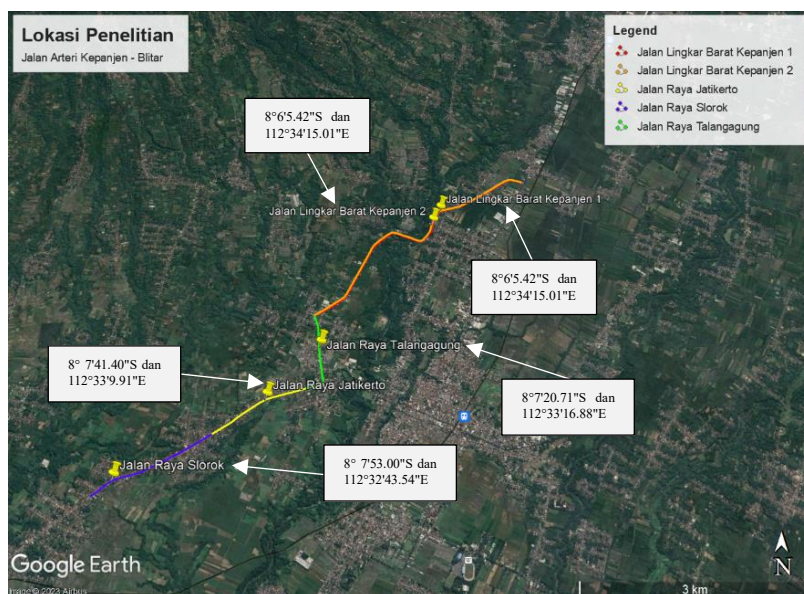 Lokasi Penelitian
Jalan Arteri Kepanjen - Blitar
Legend
Jalan Lingkar Barat Kepanjen 1
Jalan Lingkar Barat Kepanjen 2
Jalan Raya Jatikerto
Jalan Raya Slorok
Jalan Raya Talangagung
8°6'5.42"S dan
112°34'15.01"E
Jalan Lingkar Barat Kepanjen 1
Jalan Lingkar Barat Kepanjen 2
8°6'5.42"S dan
112°34'15.01"E
Jalan Raya Talangagung
8° 7'41.40"S dan
112°33'9.91"E
Jalan Raya Jatikerto
8°7'20.71"S dan
112°33'16.88"E
Jalan Raya Slorok
8° 7'53.00"S dan
112°32'43.54"E
Google Earth
Image © 2023 Airbus
N
3 km